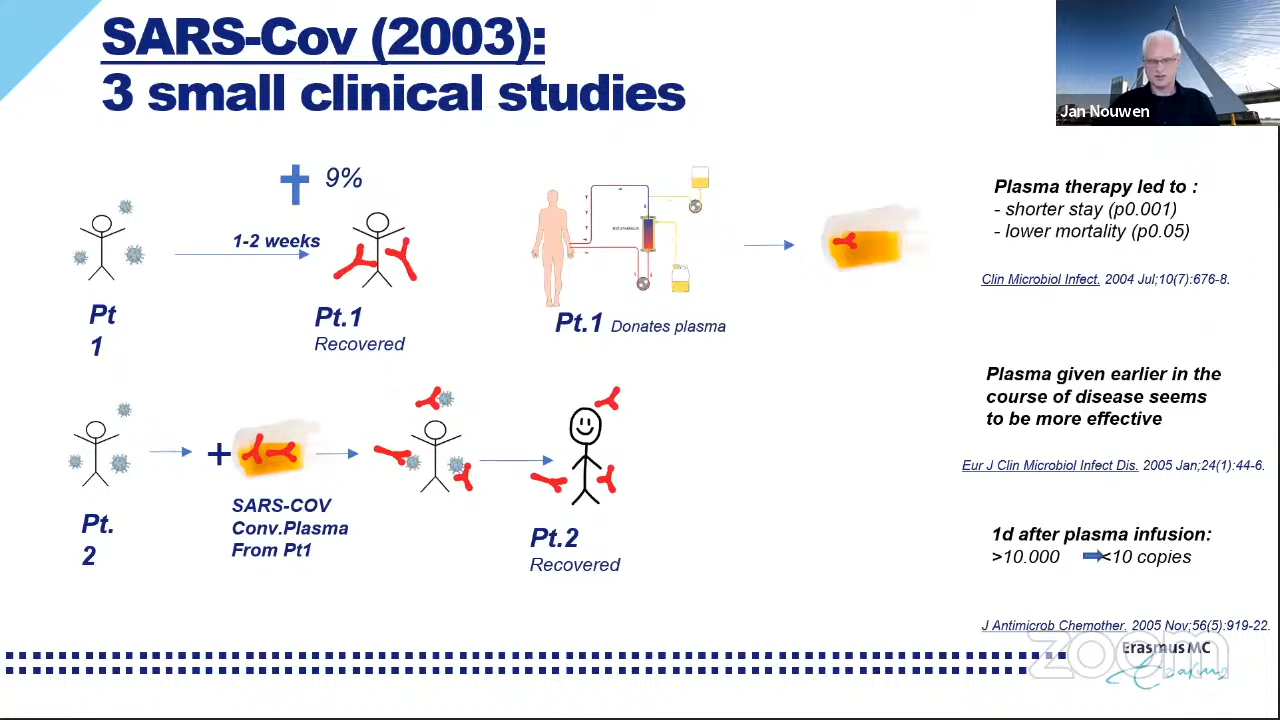 SARS-Cov (2003):
3 small clinical studies
Jan Nouwen
9%
1-2 weeks
Pt
1
Pt.1
Recovered
Pt.1 Donates plasma
Plasma therapy led to :
- shorter stay (p0.001)
- lower mortality (p0.05)
Clin Microbiol Infect. 2004 Jul;10(7):676-8.
Plasma given earlier in the
course of disease seems
to be more effective
Eur J Clin Microbiol Infect Dis. 2005 Jan;24(1):44-6.
Pt.
2
+
SARS-COV
Conv.Plasma
From Pt1
Pt.2
Recovered
1d after plasma infusion:
>10.000 <10 copies
J Antimicrob Chemother. 2005 Nov;56(5):919-22.
zoom
Erasmus MC
Erasmus